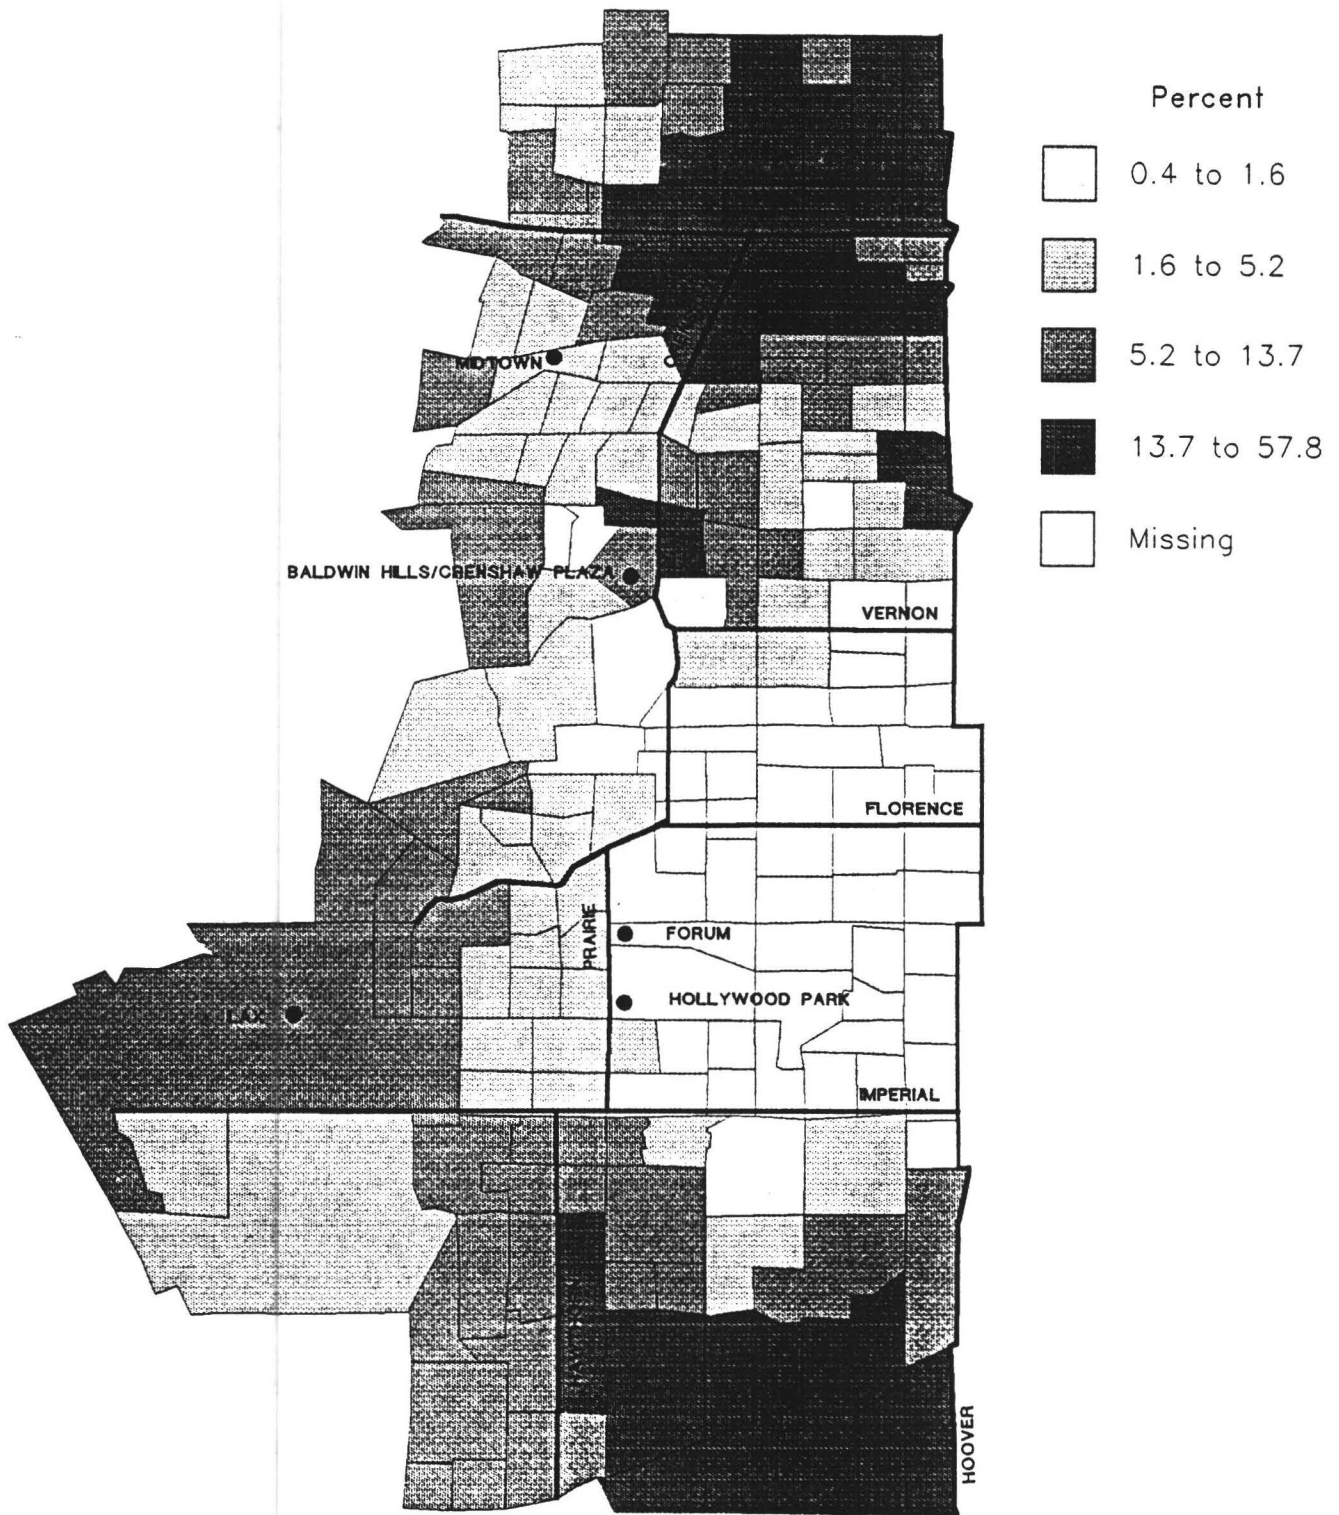 Percent
0.4 to 1.6
1.6 to 5.2
5.2 to 13.7
13.7 to 57.8
Missing
MIDTOWN
BALDWIN HILLS/CRENSHAW PLAZA
VERNON
FLORENCE
PRAIRIE
FORUM
HOLLYWOOD PARK
LAX
IMPERIAL
HOOVER